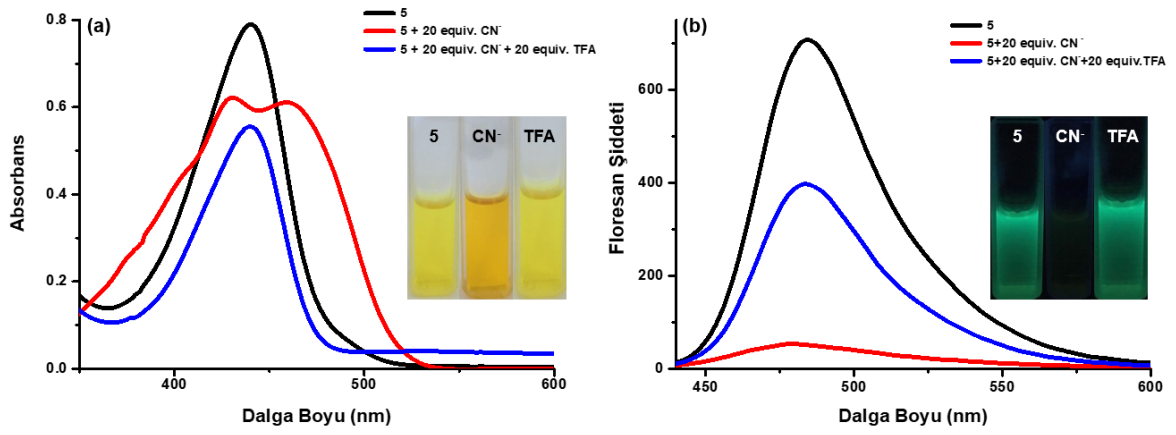 (a)
5
5 + 20 equiv. CN⁻
5 + 20 equiv. CN⁻ + 20 equiv. TFA
0.8
0.6
0.4
0.2
0.0
Absorbans
5 CN⁻ TFA
400 500 600
Dalga Boyu (nm)
(b)
5
5+20 equiv. CN⁻
5+20 equiv. CN⁻+20 equiv.TFA
600
400
200
0
Floresan Şiddeti
5 CN⁻ TFA
450 500 550 600
Dalga Boyu (nm)